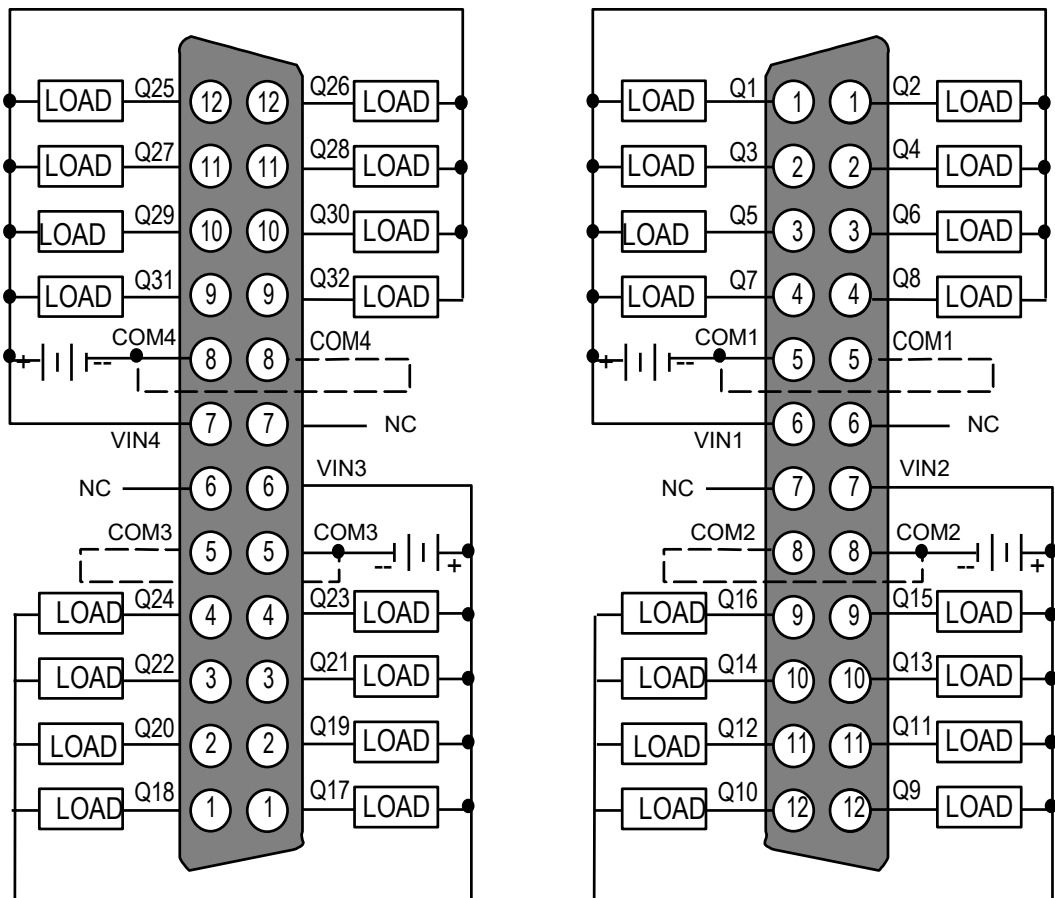 LOAD Q25 12 12 Q26 LOAD
LOAD Q27 11 11 Q28 LOAD
LOAD Q29 10 10 Q30 LOAD
LOAD Q31 9 9 Q32 LOAD
+ -- COM4 8 8 COM4
VIN4 7 7 NC
NC 6 6 VIN3
COM3 5 5 COM3 -- +
LOAD Q24 4 4 Q23 LOAD
LOAD Q22 3 3 Q21 LOAD
LOAD Q20 2 2 Q19 LOAD
LOAD Q18 1 1 Q17 LOAD
LOAD Q1 1 1 Q2 LOAD
LOAD Q3 2 2 Q4 LOAD
LOAD Q5 3 3 Q6 LOAD
LOAD Q7 4 4 Q8 LOAD
+ -- COM1 5 5 COM1
VIN1 6 6 NC
NC 7 7 VIN2
COM2 8 8 COM2 -- +
LOAD Q16 9 9 Q15 LOAD
LOAD Q14 10 10 Q13 LOAD
LOAD Q12 11 11 Q11 LOAD
LOAD Q10 12 12 Q9 LOAD